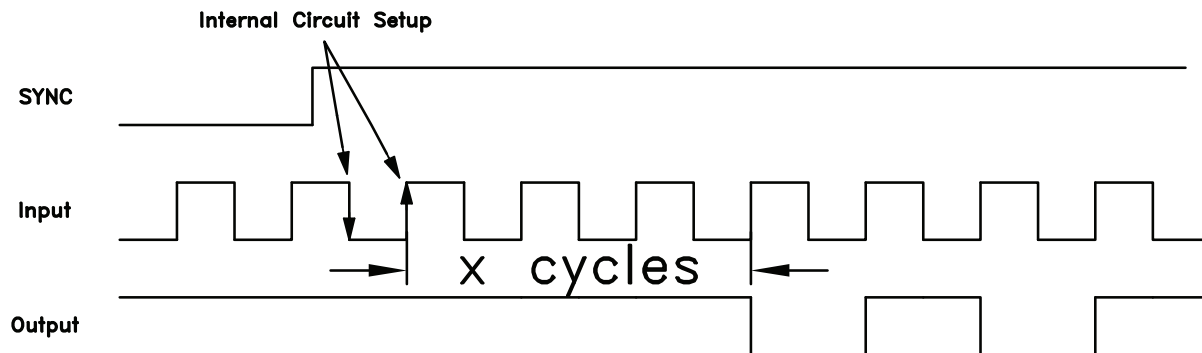 Internal Circuit Setup
SYNC
Input
x cycles
Output